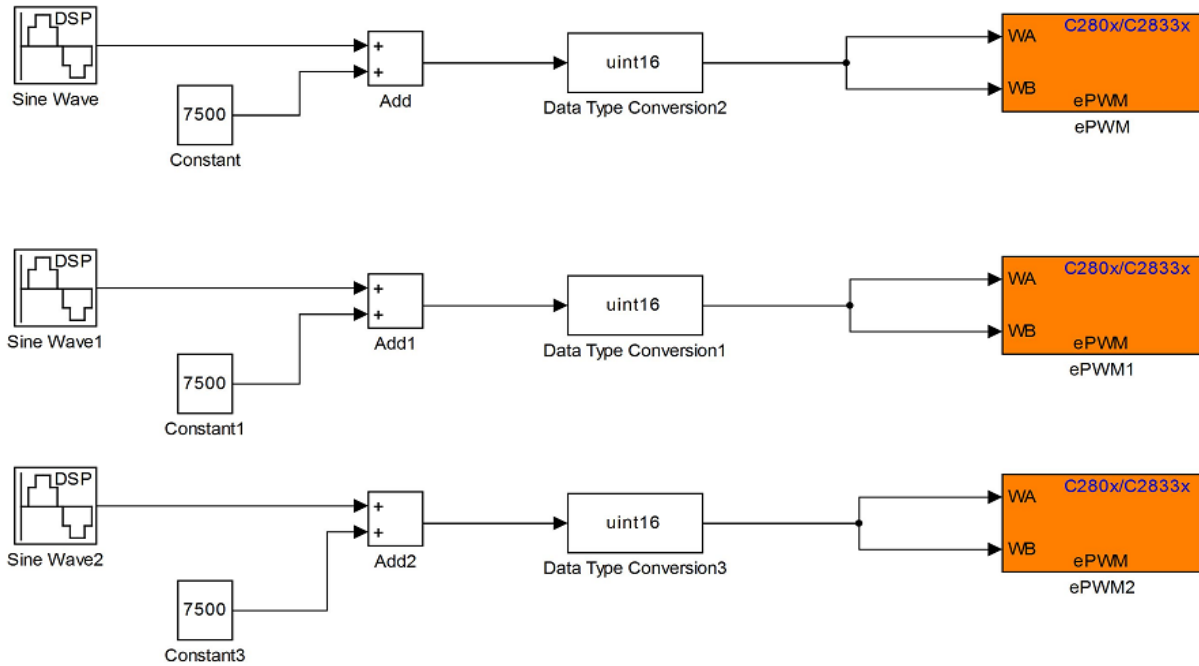 DSP
Sine Wave
7500
Constant
+
+
Add
uint16
Data Type Conversion2
C280x/C2833x
WA
WB
ePWM
ePWM
DSP
Sine Wave1
7500
Constant1
+
+
Add1
uint16
Data Type Conversion1
C280x/C2833x
WA
WB
ePWM
ePWM1
DSP
Sine Wave2
7500
Constant3
+
+
Add2
uint16
Data Type Conversion3
C280x/C2833x
WA
WB
ePWM
ePWM2